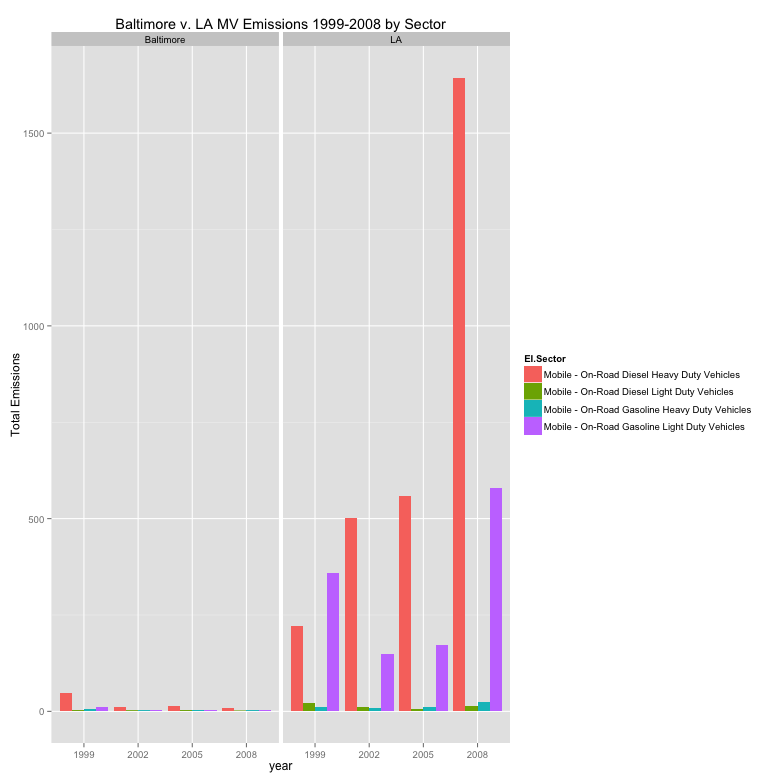 Baltimore v. LA MV Emissions 1999-2008 by Sector
Baltimore
LA
1500
1000
500
0
Total Emissions
1999 2002 2005 2008
1999 2002 2005 2008
year
EI.Sector
Mobile - On-Road Diesel Heavy Duty Vehicles
Mobile - On-Road Diesel Light Duty Vehicles
Mobile - On-Road Gasoline Heavy Duty Vehicles
Mobile - On-Road Gasoline Light Duty Vehicles